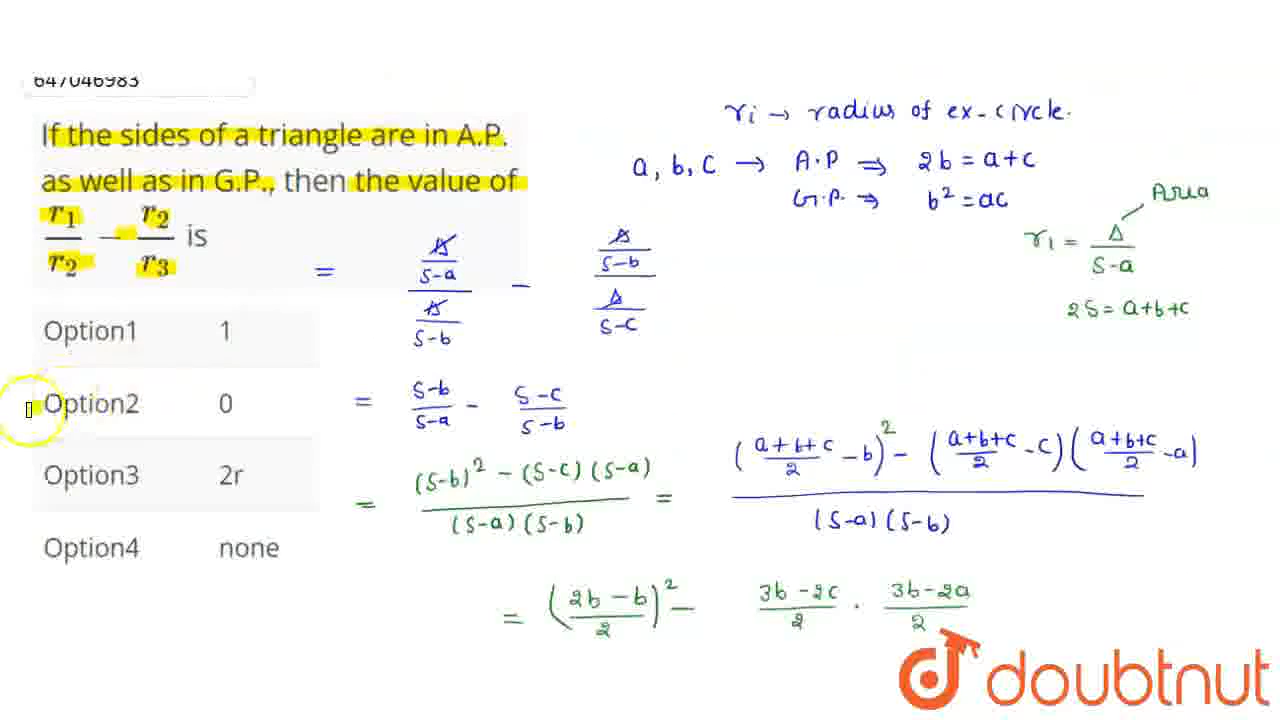 647046983
If the sides of a triangle are in A.P.
as well as in G.P., then the value of
r₁/r₂ − r₂/r₃ is
Option1 1
Option2 0
Option3 2r
Option4 none
r₁ → radius of ex-circle.
a, b, c → A.P ⇒ 2b = a+c
G.P. ⇒ b² = ac
Area
r₁ = Δ/(s-a)
2s = a+b+c
= (Δ/(s-a))/(Δ/(s-b)) − (Δ/(s-b))/(Δ/(s-c))
= (s-b)/(s-a) − (s-c)/(s-b)
= ((s-b)² − (s-c)(s-a))/((s-a)(s-b)) = (((a+b+c)/2 −b)² − ((a+b+c)/2 −c)((a+b+c)/2 −a))/((s-a)(s-b))
= ((2b−b)/2)² − (3b−2c)/2 · (3b−2a)/2
doubtnut